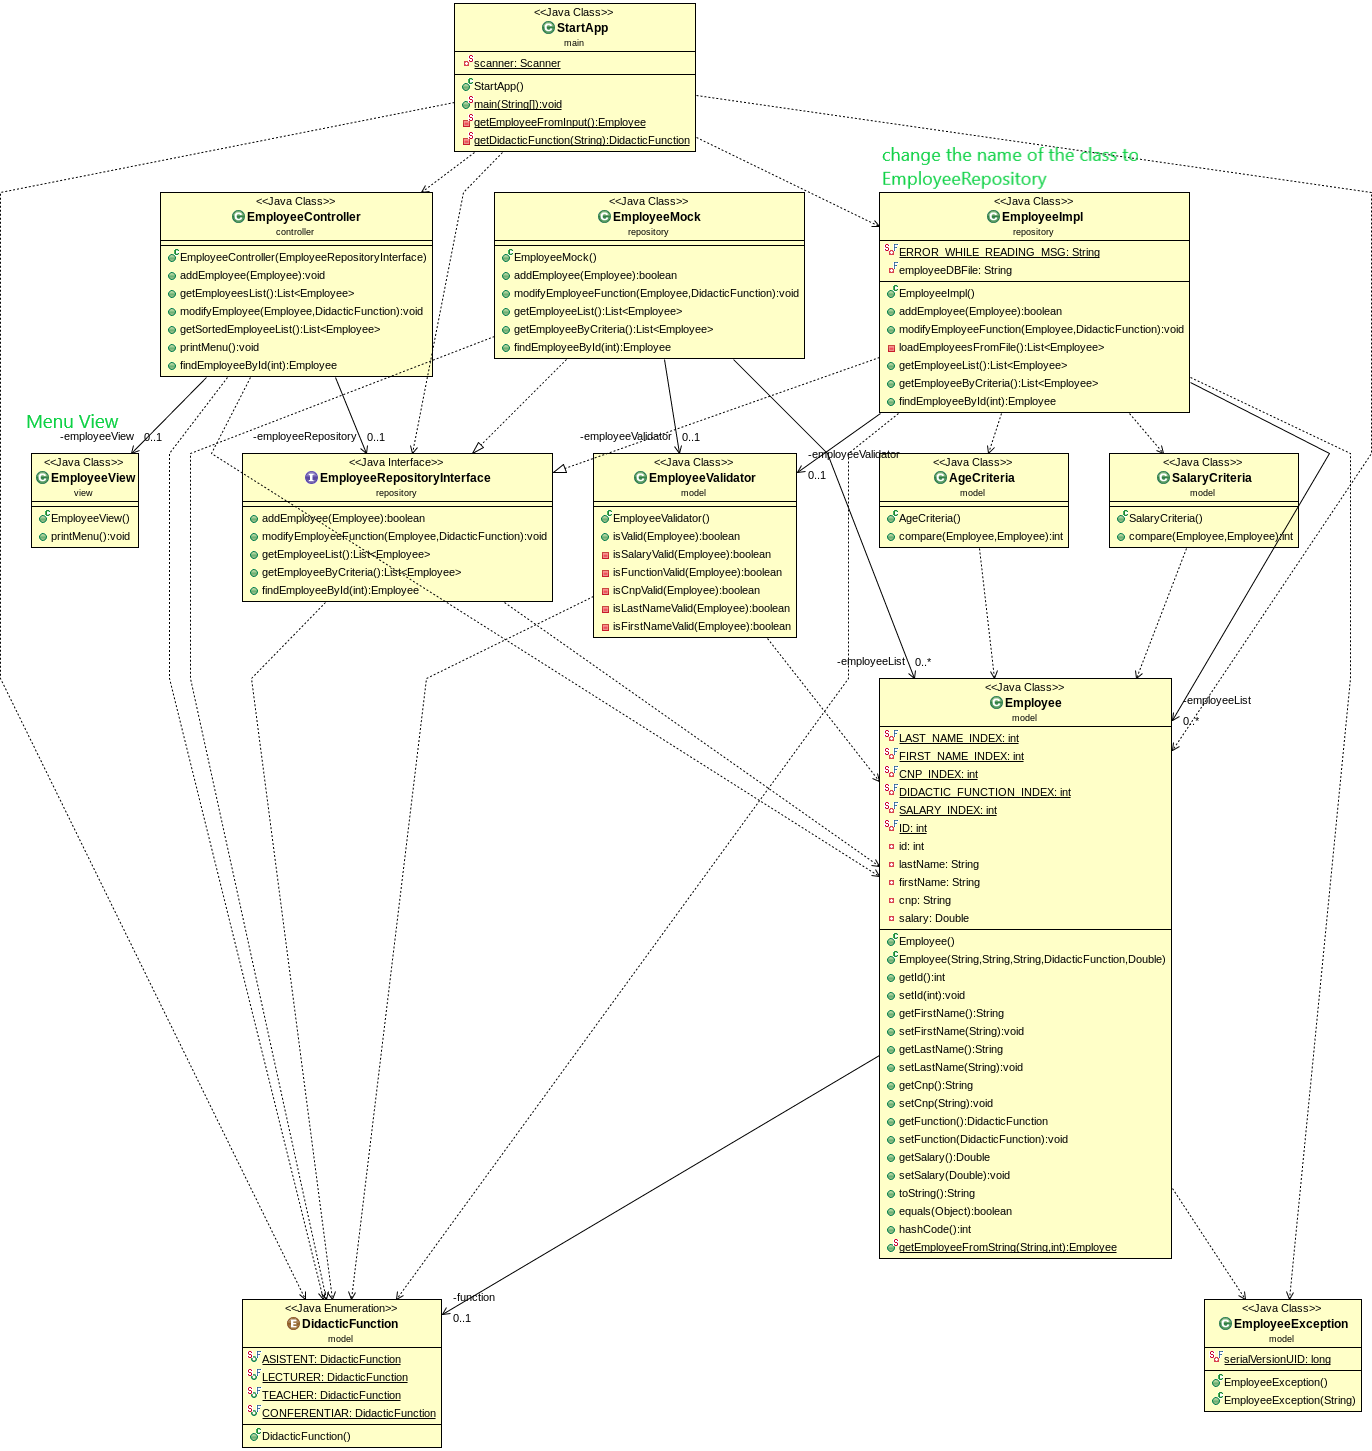 <<Java Class>>
StartApp
main
scanner: Scanner
StartApp()
main(String[]):void
getEmployeeFromInput():Employee
getDidacticFunction(String):DidacticFunction
change the name of the class to
EmployeeRepository
<<Java Class>>
EmployeeController
controller
EmployeeController(EmployeeRepositoryInterface)
addEmployee(Employee):void
getEmployeesList():List<Employee>
modifyEmployee(Employee,DidacticFunction):void
getSortedEmployeeList():List<Employee>
printMenu():void
findEmployeeById(int):Employee
<<Java Class>>
EmployeeMock
repository
EmployeeMock()
addEmployee(Employee):boolean
modifyEmployeeFunction(Employee,DidacticFunction):void
getEmployeeList():List<Employee>
getEmployeeByCriteria():List<Employee>
findEmployeeById(int):Employee
<<Java Class>>
EmployeeImpl
repository
ERROR_WHILE_READING_MSG: String
employeeDBFile: String
EmployeeImpl()
addEmployee(Employee):boolean
modifyEmployeeFunction(Employee,DidacticFunction):void
loadEmployeesFromFile():List<Employee>
getEmployeeList():List<Employee>
getEmployeeByCriteria():List<Employee>
findEmployeeById(int):Employee
Menu View
-employeeView 0..1
-employeeRepository 0..1
-employeeValidator 0..1
-employeeValidator
0..1
<<Java Class>>
EmployeeView
view
EmployeeView()
printMenu():void
<<Java Interface>>
EmployeeRepositoryInterface
repository
addEmployee(Employee):boolean
modifyEmployeeFunction(Employee,DidacticFunction):void
getEmployeeList():List<Employee>
getEmployeeByCriteria():List<Employee>
findEmployeeById(int):Employee
<<Java Class>>
EmployeeValidator
model
EmployeeValidator()
isValid(Employee):boolean
isSalaryValid(Employee):boolean
isFunctionValid(Employee):boolean
isCnpValid(Employee):boolean
isLastNameValid(Employee):boolean
isFirstNameValid(Employee):boolean
<<Java Class>>
AgeCriteria
model
AgeCriteria()
compare(Employee,Employee):int
<<Java Class>>
SalaryCriteria
model
SalaryCriteria()
compare(Employee,Employee):int
-employeeList 0..*
-employeeList
0..*
<<Java Class>>
Employee
model
LAST_NAME_INDEX: int
FIRST_NAME_INDEX: int
CNP_INDEX: int
DIDACTIC_FUNCTION_INDEX: int
SALARY_INDEX: int
ID: int
id: int
lastName: String
firstName: String
cnp: String
salary: Double
Employee()
Employee(String,String,String,DidacticFunction,Double)
getId():int
setId(int):void
getFirstName():String
setFirstName(String):void
getLastName():String
setLastName(String):void
getCnp():String
setCnp(String):void
getFunction():DidacticFunction
setFunction(DidacticFunction):void
getSalary():Double
setSalary(Double):void
toString():String
equals(Object):boolean
hashCode():int
getEmployeeFromString(String,int):Employee
-function
0..1
<<Java Enumeration>>
DidacticFunction
model
ASISTENT: DidacticFunction
LECTURER: DidacticFunction
TEACHER: DidacticFunction
CONFERENTIAR: DidacticFunction
DidacticFunction()
<<Java Class>>
EmployeeException
model
serialVersionUID: long
EmployeeException()
EmployeeException(String)